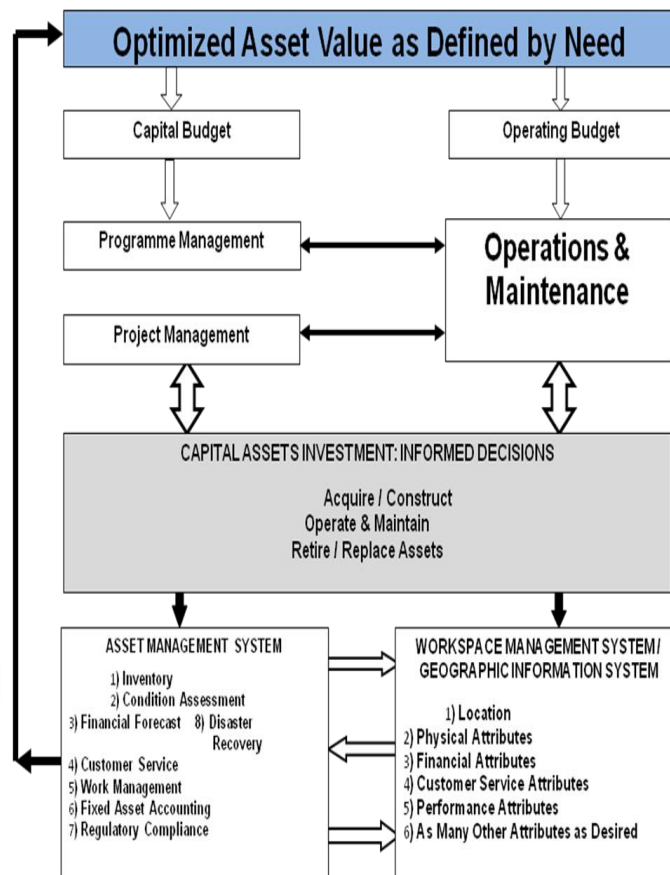 Optimized Asset Value as Defined by Need
Capital Budget
Operating Budget
Programme Management
Operations &
Maintenance
Project Management
CAPITAL ASSETS INVESTMENT: INFORMED DECISIONS
Acquire / Construct
Operate & Maintain
Retire / Replace Assets
ASSET MANAGEMENT SYSTEM
1) Inventory
2) Condition Assessment
3) Financial Forecast 8) Disaster
Recovery
4) Customer Service
5) Work Management
6) Fixed Asset Accounting
7) Regulatory Compliance
WORKSPACE MANAGEMENT SYSTEM/
GEOGRAPHIC INFORMATION SYSTEM
1) Location
2) Physical Attributes
3) Financial Attributes
4) Customer Service Attributes
5) Performance Attributes
6) As Many Other Attributes as Desired